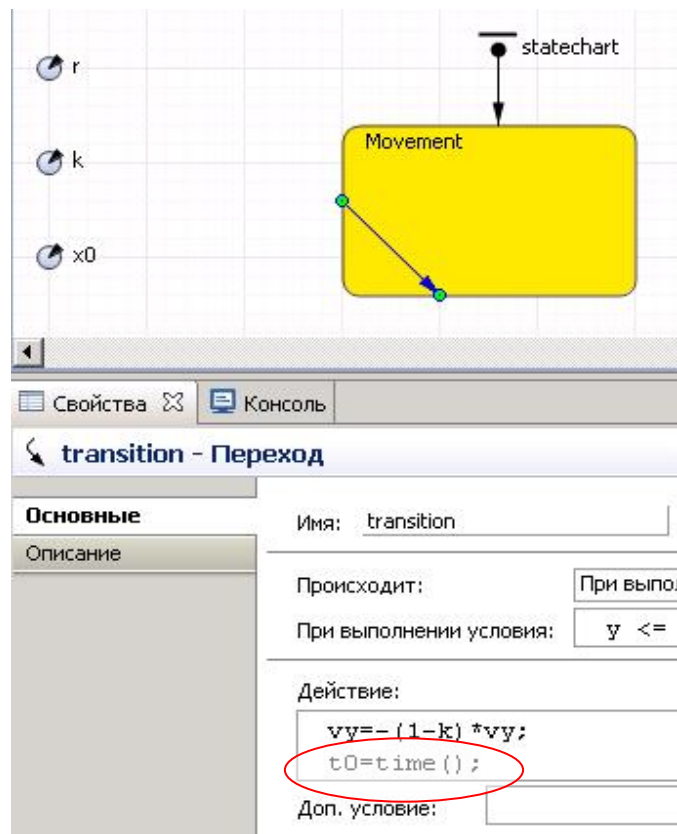 statechart
r
Movement
k
x0
Свойства
Консоль
transition - Переход
Основные
Имя: transition
Описание
Происходит: При выпол
При выполнении условия: y <=
Действие:
vy=-(1-k)*vy;
t0=time();
Доп. условие: